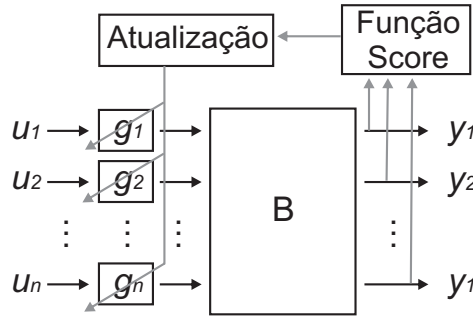 Atualização
Função
Score
u1 g1 y1
u2 g2 B y2
⋮ ⋮ ⋮ ⋮
un gn y1